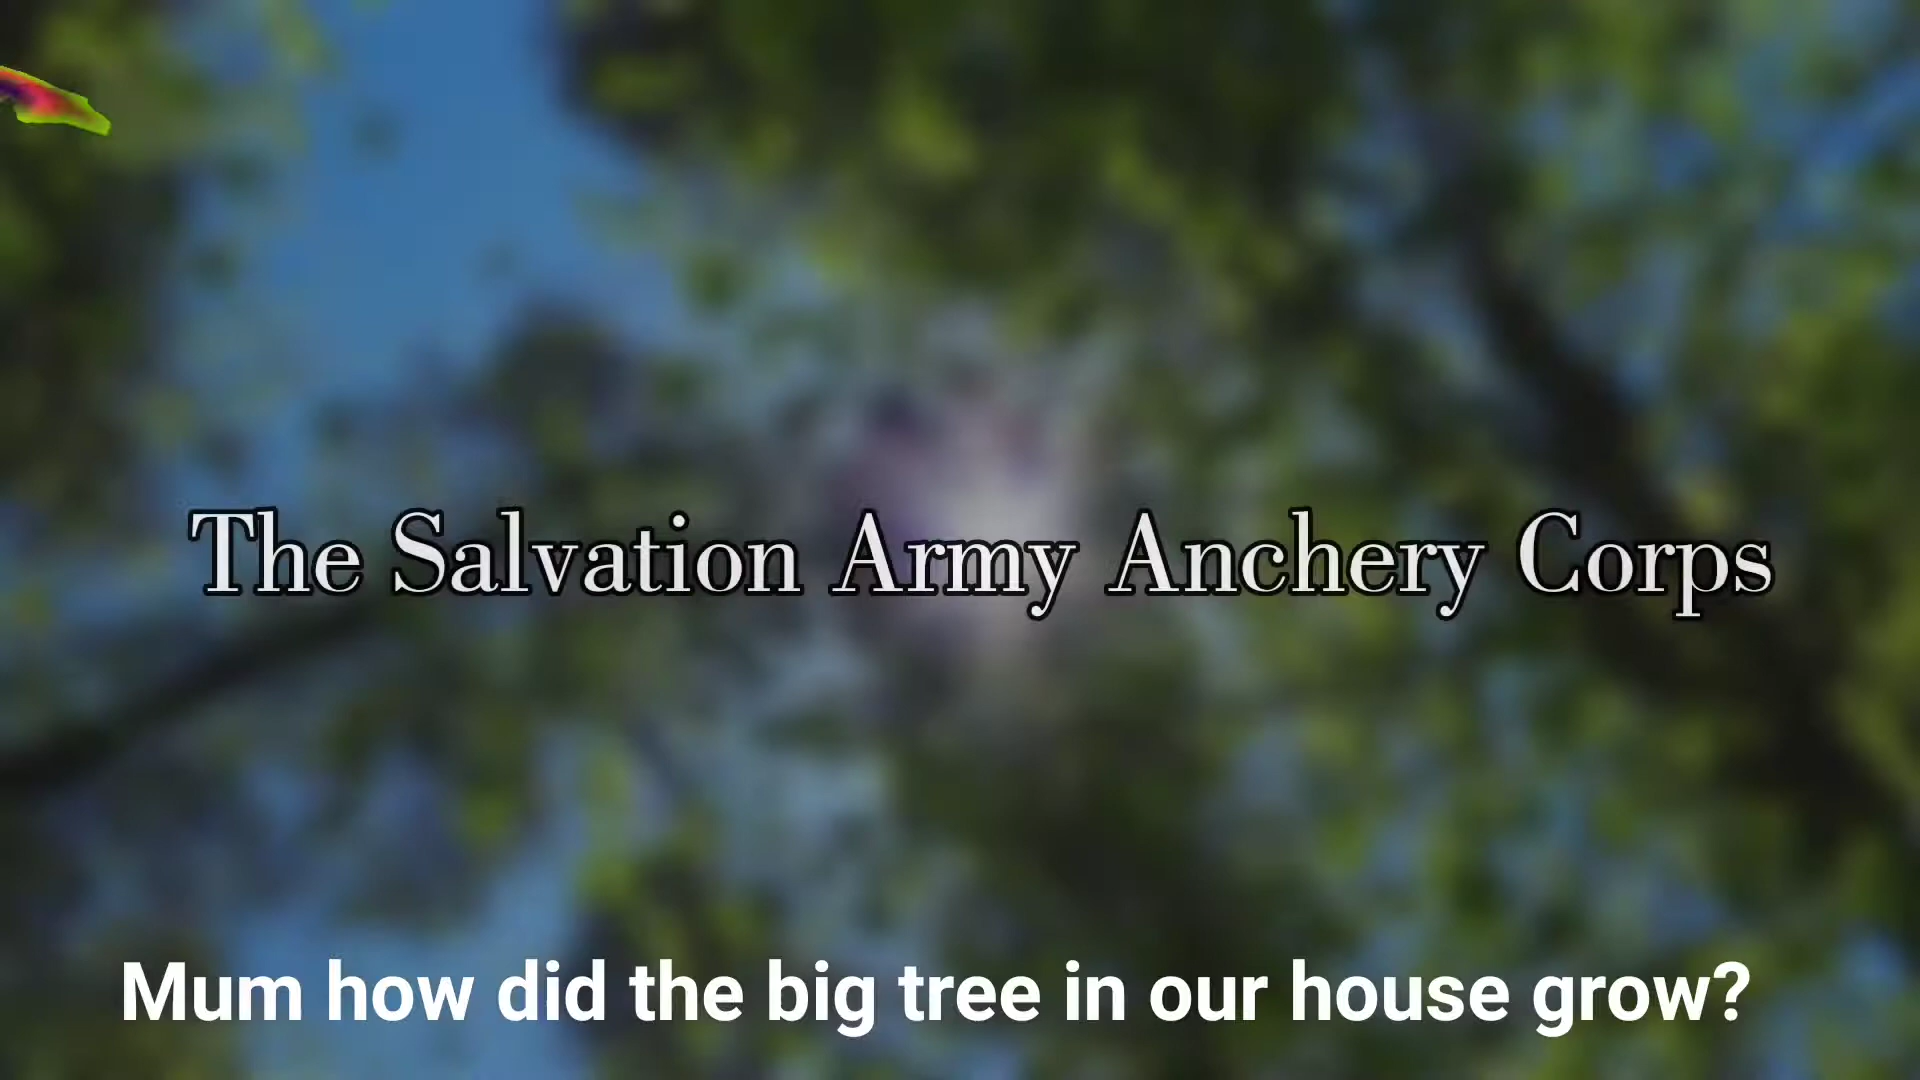 The Salvation Army Anchery Corps
Mum how did the big tree in our house grow?